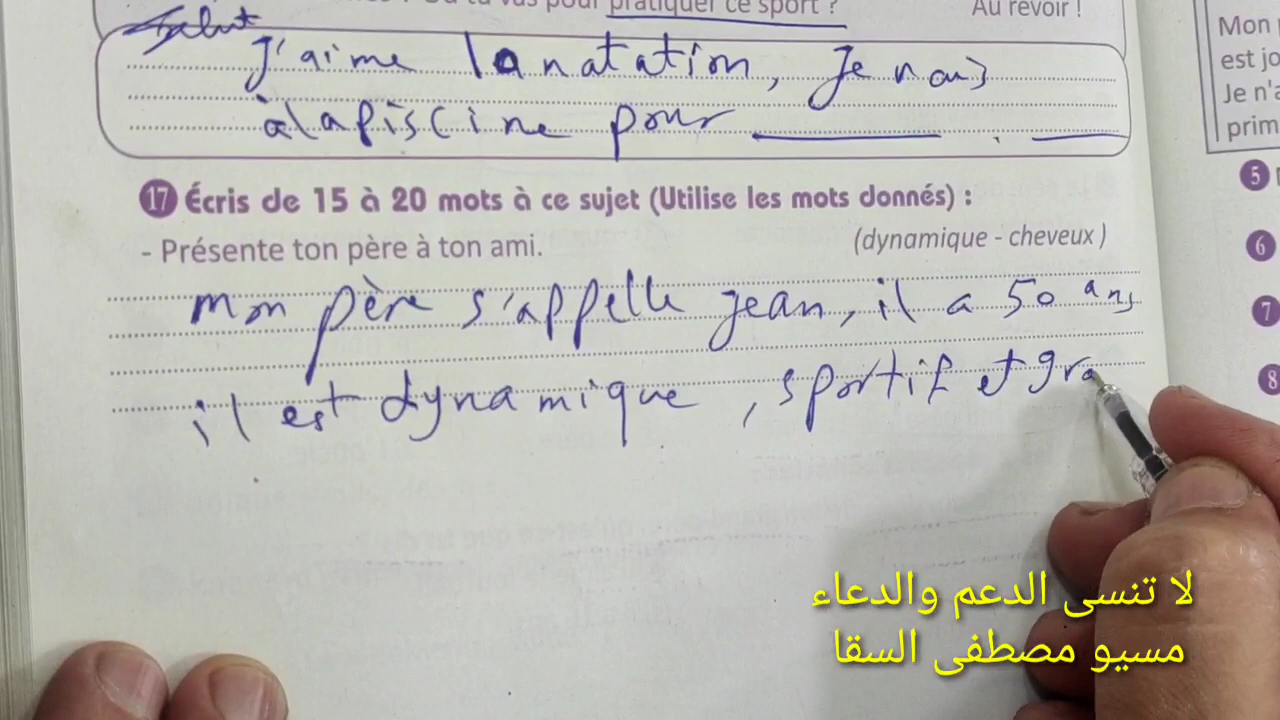 pratiquer ce sport ? Au revoir !
Salut
J'aime la natation, Je vais
à la piscine pour
17 Écris de 15 à 20 mots à ce sujet (Utilise les mots donnés) :
- Présente ton père à ton ami. (dynamique - cheveux )
mon père s'appelle jean, il a 50 ans
il est dynamique, sportif et gra
Mon
est jo
Je n'a
prim
5
6
7
8
لا تنسى الدعم والدعاء
مسيو مصطفى السقا